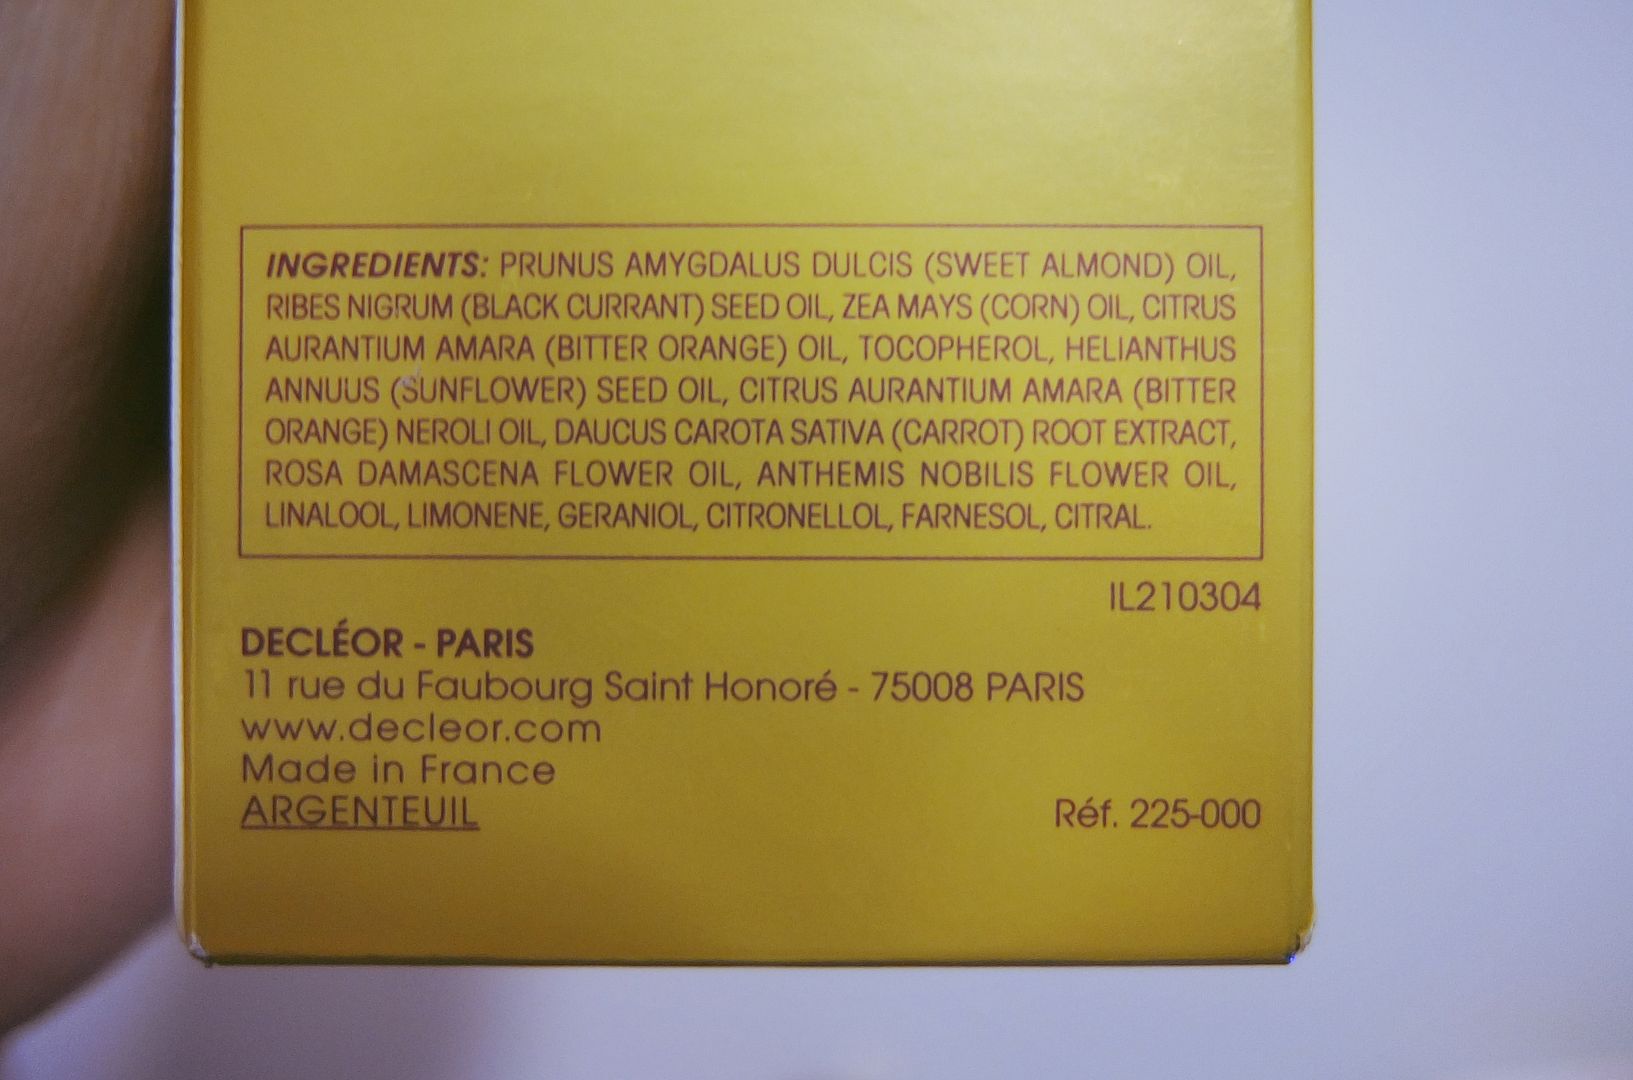 INGREDIENTS: PRUNUS AMYGDALUS DULCIS (SWEET ALMOND) OIL,
RIBES NIGRUM (BLACK CURRANT) SEED OIL, ZEA MAYS (CORN) OIL, CITRUS
AURANTIUM AMARA (BITTER ORANGE) OIL, TOCOPHEROL, HELIANTHUS
ANNUUS (SUNFLOWER) SEED OIL, CITRUS AURANTIUM AMARA (BITTER
ORANGE) NEROLI OIL, DAUCUS CAROTA SATIVA (CARROT) ROOT EXTRACT,
ROSA DAMASCENA FLOWER OIL, ANTHEMIS NOBILIS FLOWER OIL,
LINALOOL, LIMONENE, GERANIOL, CITRONELLOL, FARNESOL, CITRAL.
IL210304
DECLÉOR - PARIS
11 rue du Faubourg Saint Honoré - 75008 PARIS
www.decleor.com
Made in France
ARGENTEUIL
Réf. 225-000